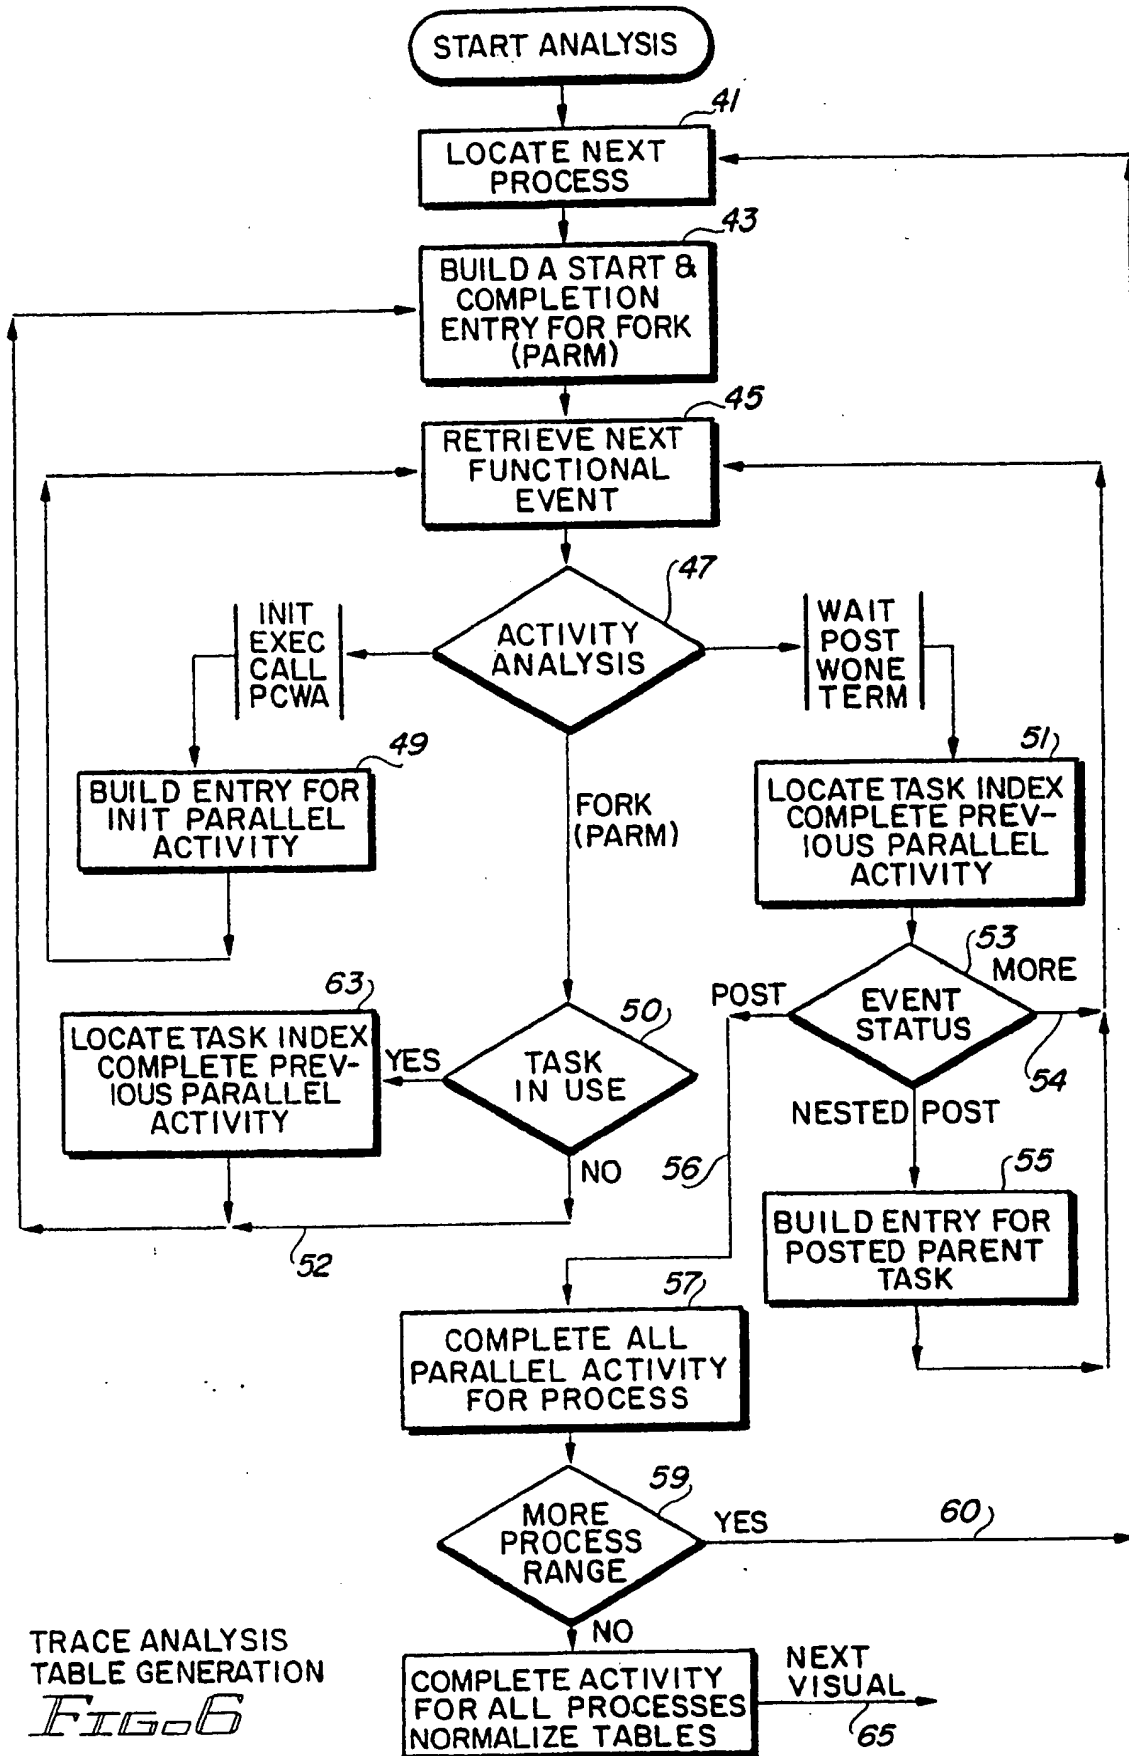 START ANALYSIS
41
LOCATE NEXT
PROCESS
43
BUILD A START &
COMPLETION
ENTRY FOR FORK
(PARM)
45
RETRIEVE NEXT
FUNCTIONAL
EVENT
47
ACTIVITY
ANALYSIS
INIT
EXEC
CALL
PCWA
WAIT
POST
WONE
TERM
49
BUILD ENTRY FOR
INIT PARALLEL
ACTIVITY
FORK
(PARM)
51
LOCATE TASK INDEX
COMPLETE PREV-
IOUS PARALLEL
ACTIVITY
53
MORE
EVENT
STATUS
POST
54
NESTED POST
63
LOCATE TASK INDEX
COMPLETE PREV-
IOUS PARALLEL
ACTIVITY
YES
50
TASK
IN USE
NO
52
56
55
BUILD ENTRY FOR
POSTED PARENT
TASK
57
COMPLETE ALL
PARALLEL ACTIVITY
FOR PROCESS
59
MORE
PROCESS
RANGE
YES
60
NO
COMPLETE ACTIVITY
FOR ALL PROCESSES
NORMALIZE TABLES
NEXT
VISUAL
65
TRACE ANALYSIS
TABLE GENERATION
FIG. 6